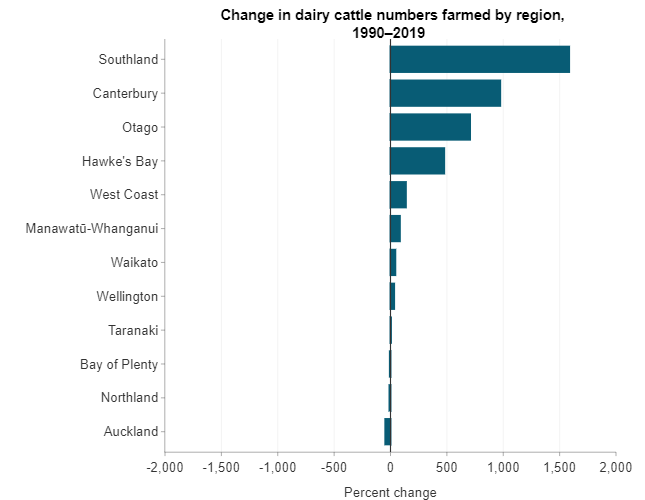 Change in dairy cattle numbers farmed by region,
1990–2019
Southland
Canterbury
Otago
Hawke's Bay
West Coast
Manawatū-Whanganui
Waikato
Wellington
Taranaki
Bay of Plenty
Northland
Auckland
-2,000 -1,500 -1,000 -500 0 500 1,000 1,500 2,000
Percent change